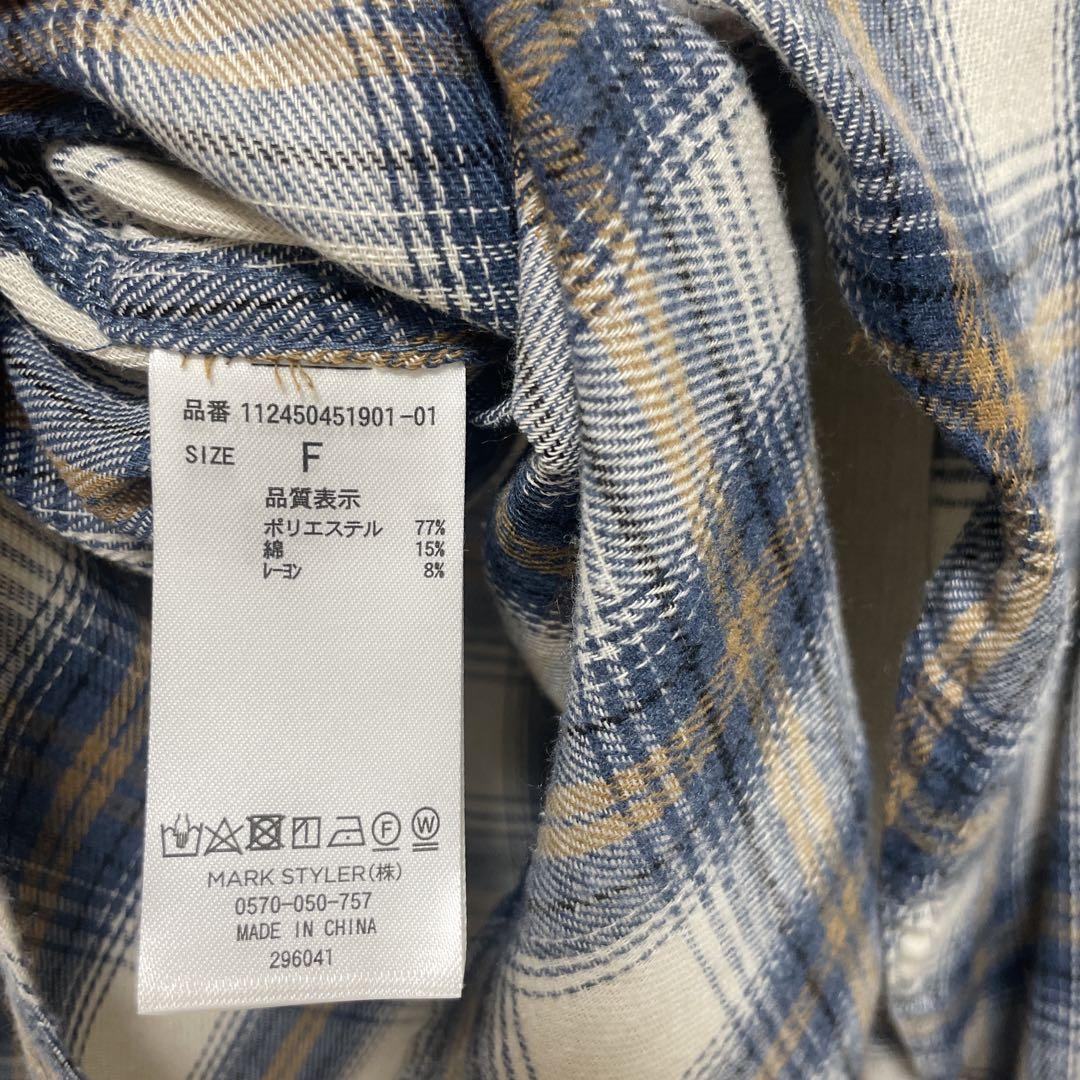 品番 112450451901-01
SIZE F
品質表示
ポリエステル 77%
綿 15%
ﾚｰﾖﾝ 8%
F W
MARK STYLER(株)
0570-050-757
MADE IN CHINA
296041